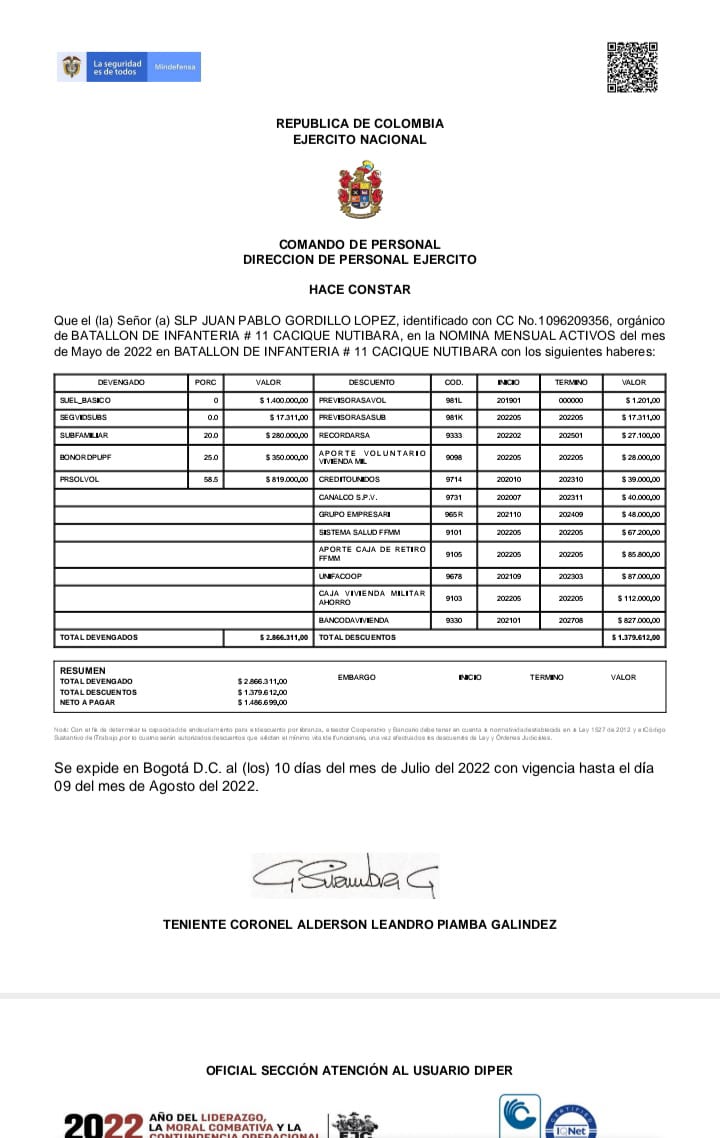 La seguridad
es de todos
Mindefensa
REPUBLICA DE COLOMBIA
EJERCITO NACIONAL
COMANDO DE PERSONAL
DIRECCION DE PERSONAL EJERCITO
HACE CONSTAR
Que el (la) Señor (a) SLP JUAN PABLO GORDILLO LOPEZ, identificado con CC No.1096209356, orgánico
de BATALLON DE INFANTERIA # 11 CACIQUE NUTIBARA, en la NOMINA MENSUAL ACTIVOS del mes
de Mayo de 2022 en BATALLON DE INFANTERIA # 11 CACIQUE NUTIBARA con los siguientes haberes:
DEVENGADO PORC VALOR DESCUENTO COD. INICIO TERMINO VALOR
SUEL_BASICO 0 $ 1.400.000,00 PREVISORASAVOL 981L 201901 000000 $ 1.201,00
SEGVIDSUBS 0.0 $ 17.311,00 PREVISORASASUB 981K 202205 202205 $ 17.311,00
SUBFAMILIAR 20.0 $ 280.000,00 RECORDARSA 9333 202202 202501 $ 27.100,00
BONORDPUPF 25.0 $ 350.000,00 APORTE VOLUNTARIO
VIVIENDA MIL 9098 202205 202205 $ 28.000,00
PRSOLVOL 58.5 $ 819.000,00 CREDITOUNIDOS 9714 202010 202310 $ 39.000,00
CANALCO S.P.V. 9731 202007 202311 $ 40.000,00
GRUPO EMPRESARI 965R 202110 202409 $ 48.000,00
SISTEMA SALUD FFMM 9101 202205 202205 $ 67.200,00
APORTE CAJA DE RETIRO
FFMM 9105 202205 202205 $ 85.800,00
UNIFACOOP 9678 202109 202303 $ 87.000,00
CAJA VIVIENDA MILITAR
AHORRO 9103 202205 202205 $ 112.000,00
BANCODAVIVIENDA 9330 202101 202708 $ 827.000,00
TOTAL DEVENGADOS $ 2.866.311,00 TOTAL DESCUENTOS $ 1.379.612,00
RESUMEN
EMBARGO INICIO TERMINO VALOR
TOTAL DEVENGADO $ 2.866.311,00
TOTAL DESCUENTOS $ 1.379.612,00
NETO A PAGAR $ 1.486.699,00
Nota: Con el fin de determinar la capacidad de endeudamiento para el descuento por libranza, el sector Cooperativo y Bancario debe tener en cuenta la normatividad establecida en la Ley 1527 de 2012 y el Código
Sustantivo del Trabajo, por lo cual no serán autorizados descuentos que afecten el mínimo vital del funcionario, una vez efectuados los descuentos de Ley y Órdenes Judiciales.
Se expide en Bogotá D.C. al (los) 10 días del mes de Julio del 2022 con vigencia hasta el día
09 del mes de Agosto del 2022.
TENIENTE CORONEL ALDERSON LEANDRO PIAMBA GALINDEZ
OFICIAL SECCIÓN ATENCIÓN AL USUARIO DIPER
2022 AÑO DEL LIDERAZGO,
LA MORAL COMBATIVA Y LA
CONTUNDENCIA OPERACIONAL
EJC
CERTIFIED
IQNet